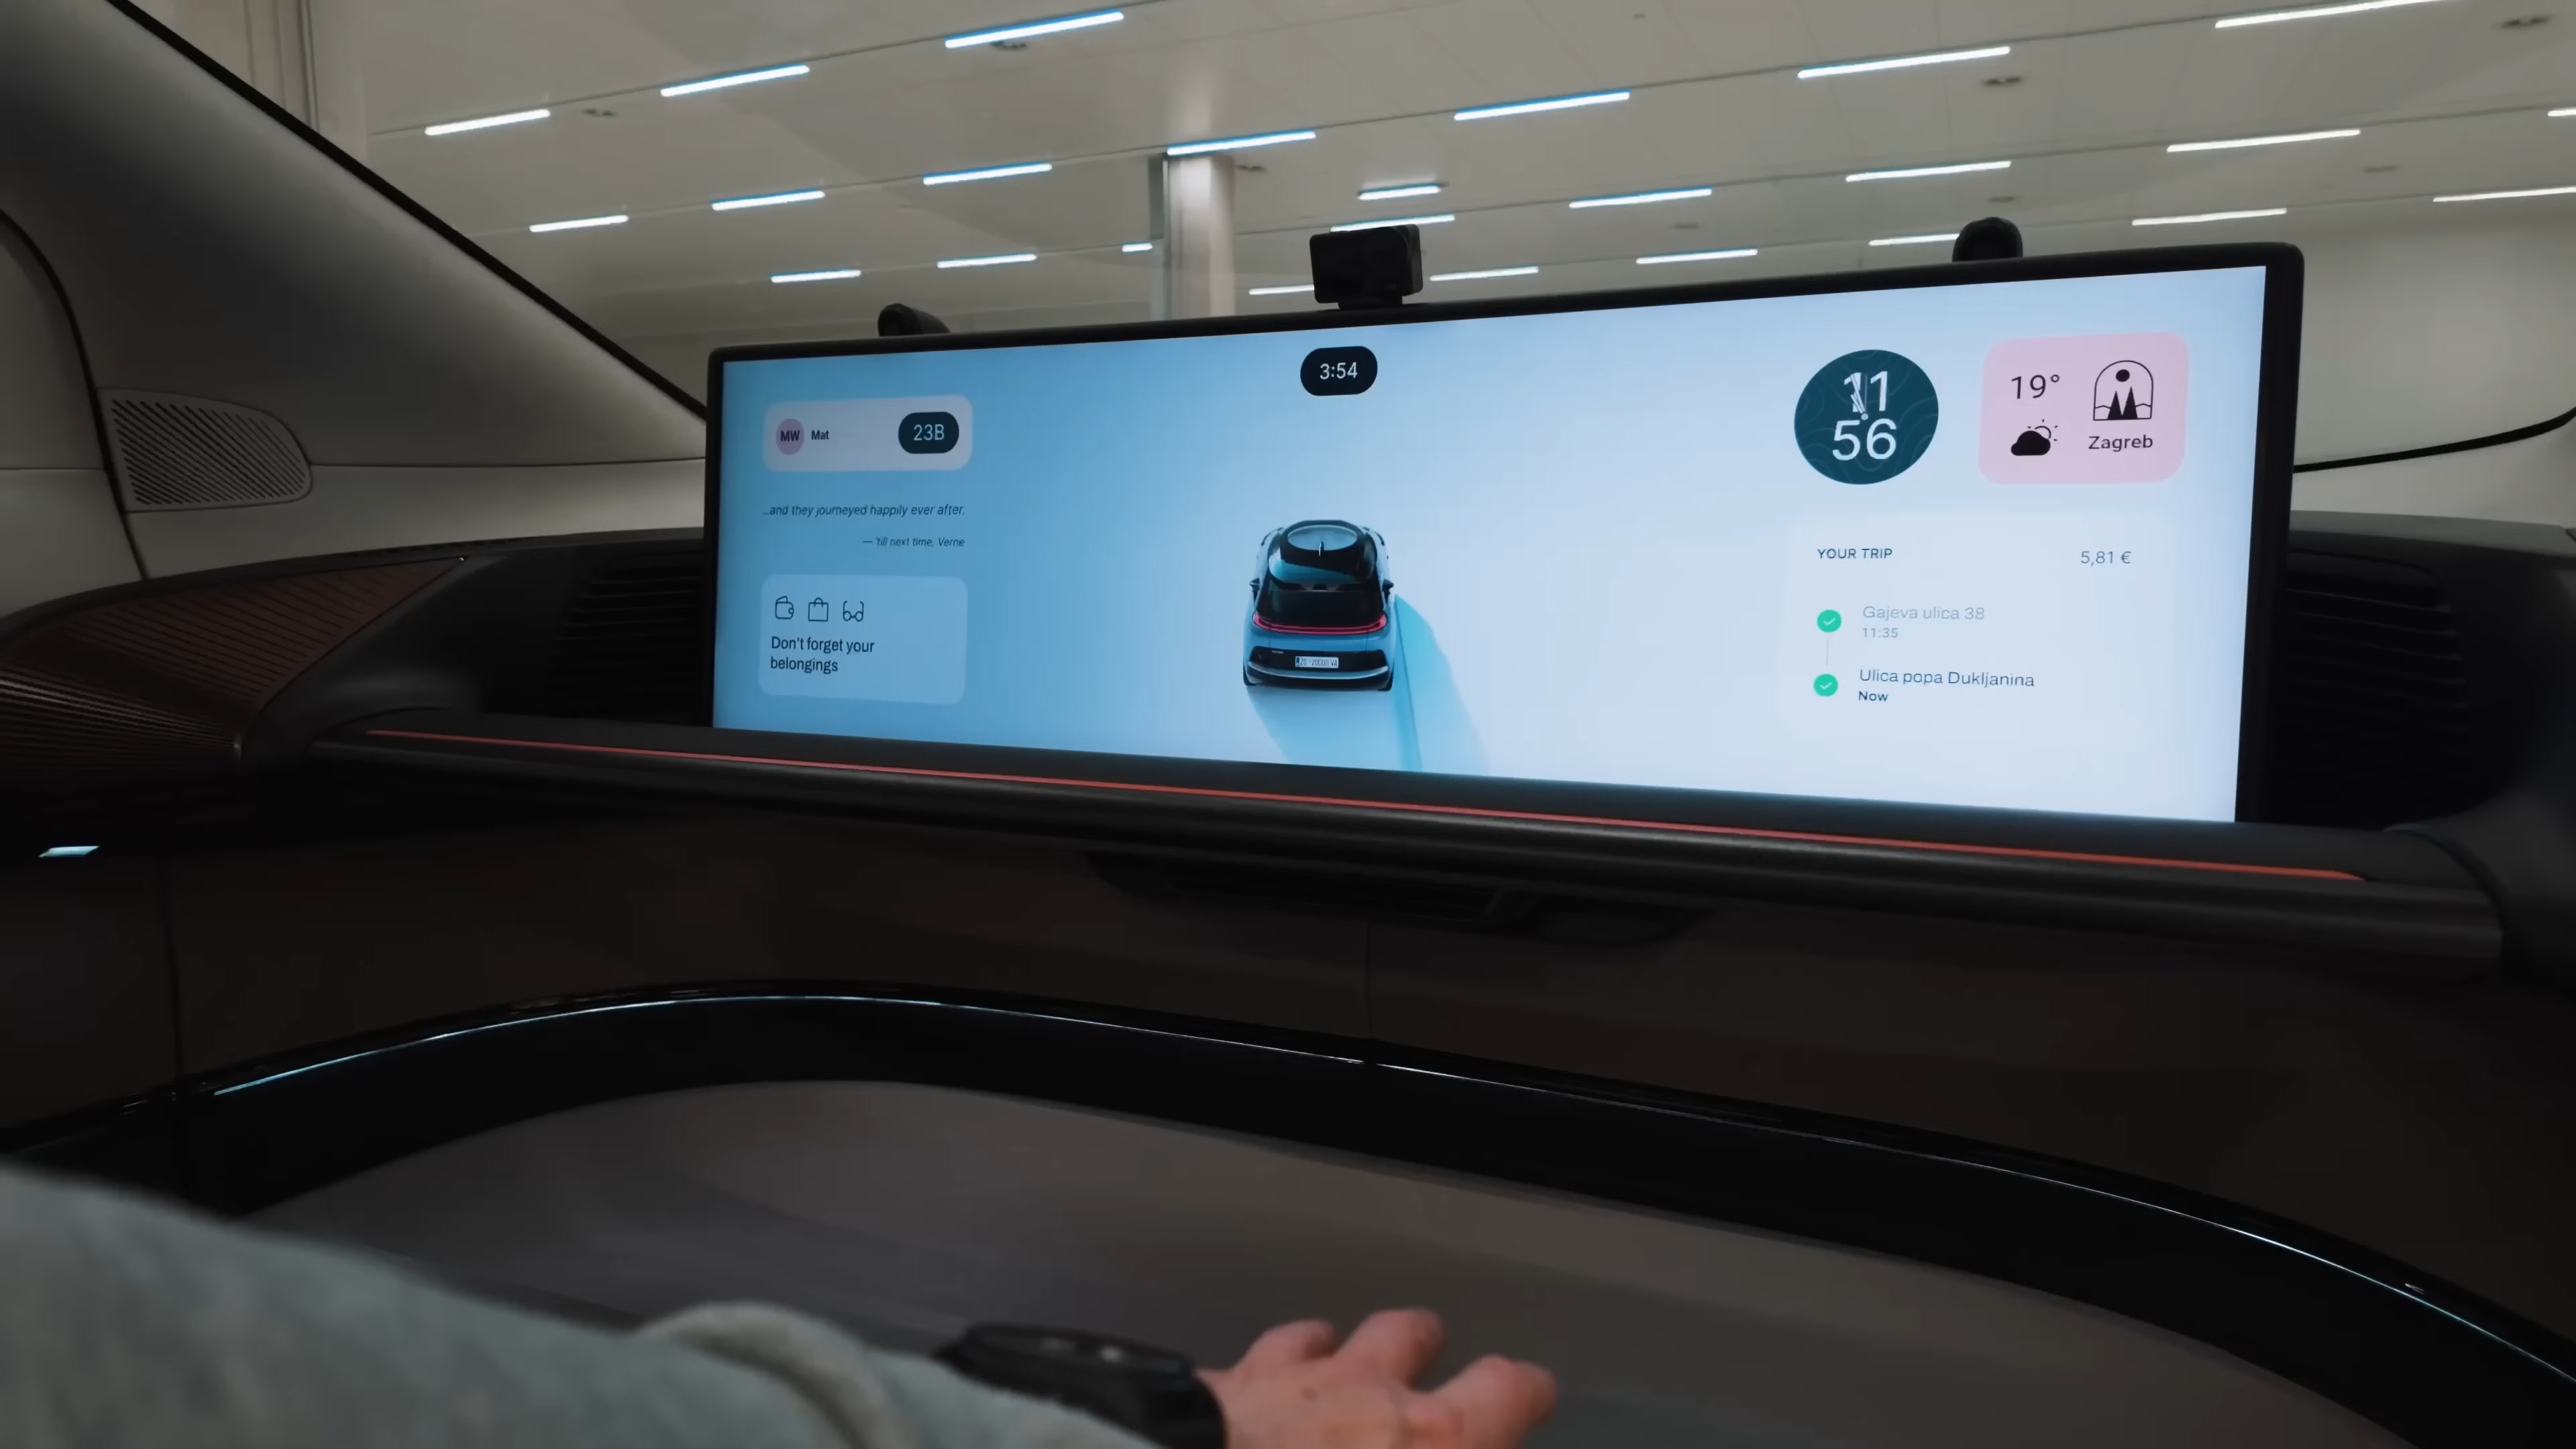 3:54
MW Mat 23B
...and they journeyed happily ever after.
— 'till next time, Verne
Don't forget your
belongings
11
56
19°
Zagreb
YOUR TRIP 5,81 €
Gajeva ulica 38
11:35
Ulica popa Dukljanina
Now